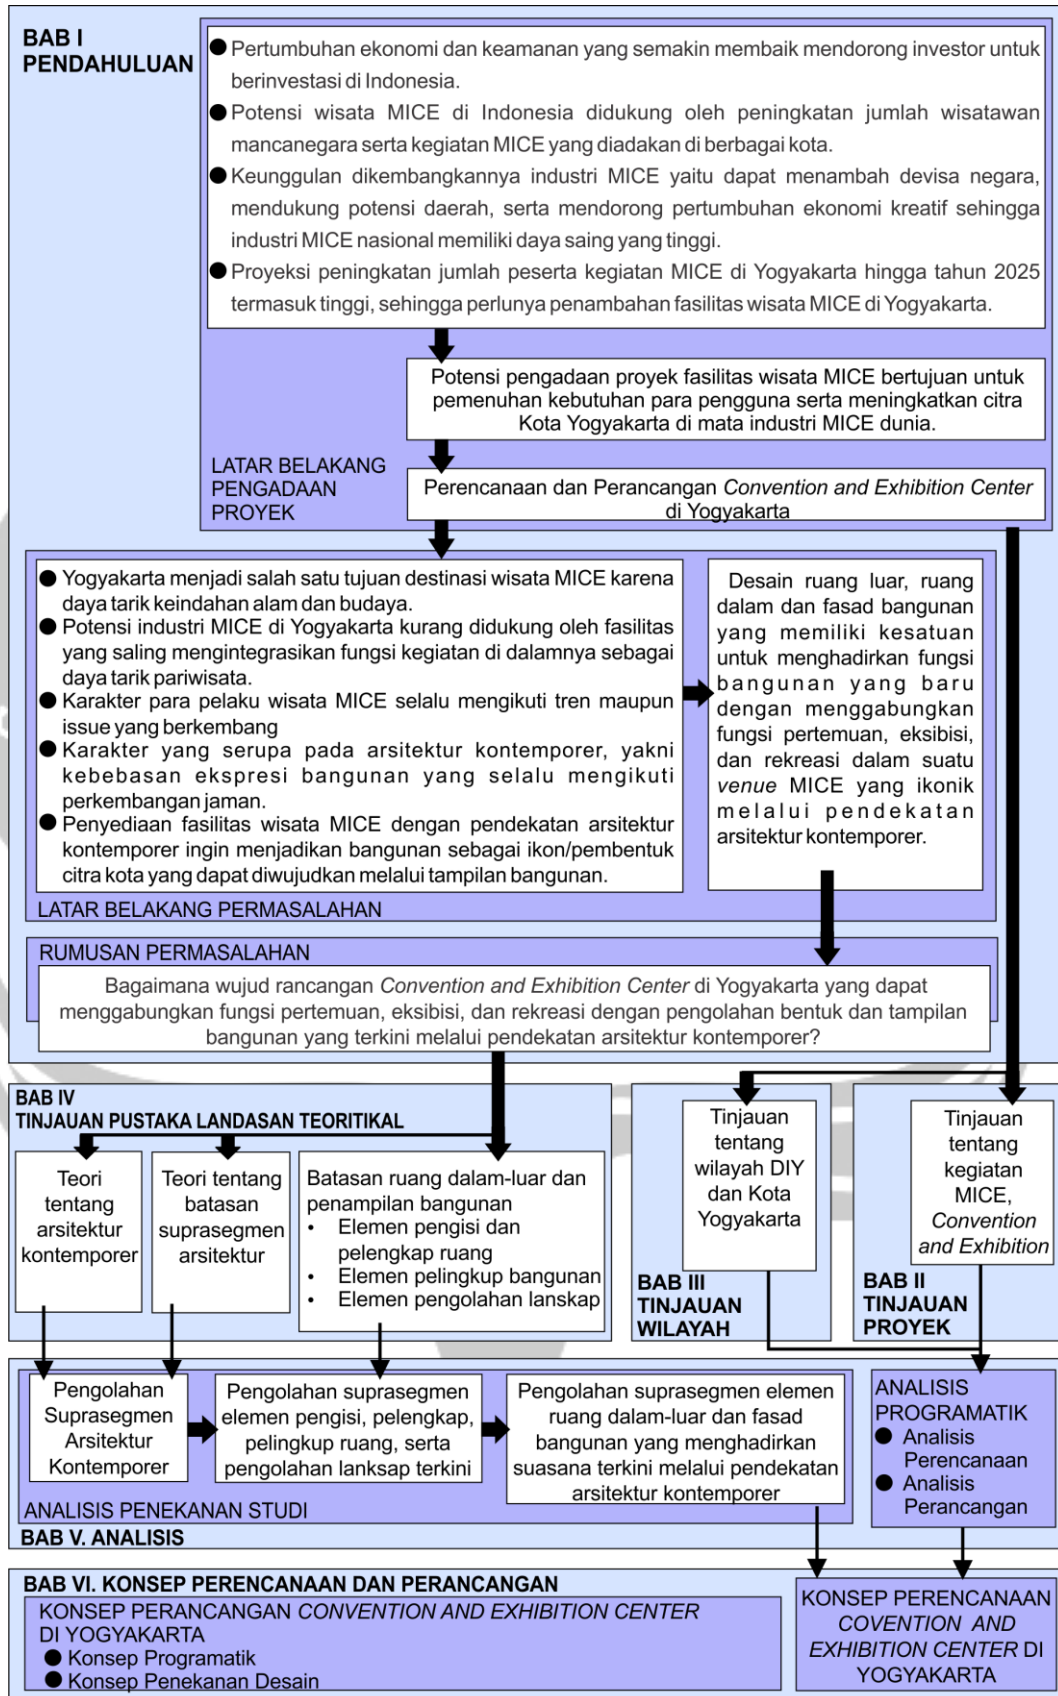 BAB I
PENDAHULUAN
● Pertumbuhan ekonomi dan keamanan yang semakin membaik mendorong investor untuk
berinvestasi di Indonesia.
● Potensi wisata MICE di Indonesia didukung oleh peningkatan jumlah wisatawan
mancanegara serta kegiatan MICE yang diadakan di berbagai kota.
● Keunggulan dikembangkannya industri MICE yaitu dapat menambah devisa negara,
mendukung potensi daerah, serta mendorong pertumbuhan ekonomi kreatif sehingga
industri MICE nasional memiliki daya saing yang tinggi.
● Proyeksi peningkatan jumlah peserta kegiatan MICE di Yogyakarta hingga tahun 2025
termasuk tinggi, sehingga perlunya penambahan fasilitas wisata MICE di Yogyakarta.
Potensi pengadaan proyek fasilitas wisata MICE bertujuan untuk
pemenuhan kebutuhan para pengguna serta meningkatkan citra
Kota Yogyakarta di mata industri MICE dunia.
LATAR BELAKANG
PENGADAAN
PROYEK
Perencanaan dan Perancangan Convention and Exhibition Center
di Yogyakarta
● Yogyakarta menjadi salah satu tujuan destinasi wisata MICE karena
daya tarik keindahan alam dan budaya.
● Potensi industri MICE di Yogyakarta kurang didukung oleh fasilitas
yang saling mengintegrasikan fungsi kegiatan di dalamnya sebagai
daya tarik pariwisata.
● Karakter para pelaku wisata MICE selalu mengikuti tren maupun
issue yang berkembang
● Karakter yang serupa pada arsitektur kontemporer, yakni
kebebasan ekspresi bangunan yang selalu mengikuti
perkembangan jaman.
● Penyediaan fasilitas wisata MICE dengan pendekatan arsitektur
kontemporer ingin menjadikan bangunan sebagai ikon/pembentuk
citra kota yang dapat diwujudkan melalui tampilan bangunan.
Desain ruang luar, ruang
dalam dan fasad bangunan
yang memiliki kesatuan
untuk menghadirkan fungsi
bangunan yang baru
dengan menggabungkan
fungsi pertemuan, eksibisi,
dan rekreasi dalam suatu
venue MICE yang ikonik
melalui pendekatan
arsitektur kontemporer.
LATAR BELAKANG PERMASALAHAN
RUMUSAN PERMASALAHAN
Bagaimana wujud rancangan Convention and Exhibition Center di Yogyakarta yang dapat
menggabungkan fungsi pertemuan, eksibisi, dan rekreasi dengan pengolahan bentuk dan tampilan
bangunan yang terkini melalui pendekatan arsitektur kontemporer?
BAB IV
TINJAUAN PUSTAKA LANDASAN TEORITIKAL
Teori
tentang
arsitektur
kontemporer
Teori tentang
batasan
suprasegmen
arsitektur
Batasan ruang dalam-luar dan
penampilan bangunan
• Elemen pengisi dan
pelengkap ruang
• Elemen pelingkup bangunan
• Elemen pengolahan lanskap
Tinjauan
tentang
wilayah DIY
dan Kota
Yogyakarta
BAB III
TINJAUAN
WILAYAH
Tinjauan
tentang
kegiatan
MICE,
Convention
and Exhibition
BAB II
TINJAUAN
PROYEK
Pengolahan
Suprasegmen
Arsitektur
Kontemporer
Pengolahan suprasegmen
elemen pengisi, pelengkap,
pelingkup ruang, serta
pengolahan lanksap terkini
Pengolahan suprasegmen elemen
ruang dalam-luar dan fasad
bangunan yang menghadirkan
suasana terkini melalui pendekatan
arsitektur kontemporer
ANALISIS PENEKANAN STUDI
BAB V. ANALISIS
ANALISIS
PROGRAMATIK
● Analisis
Perencanaan
● Analisis
Perancangan
BAB VI. KONSEP PERENCANAAN DAN PERANCANGAN
KONSEP PERANCANGAN CONVENTION AND EXHIBITION CENTER
DI YOGYAKARTA
● Konsep Programatik
● Konsep Penekanan Desain
KONSEP PERENCANAAN
COVENTION AND
EXHIBITION CENTER DI
YOGYAKARTA